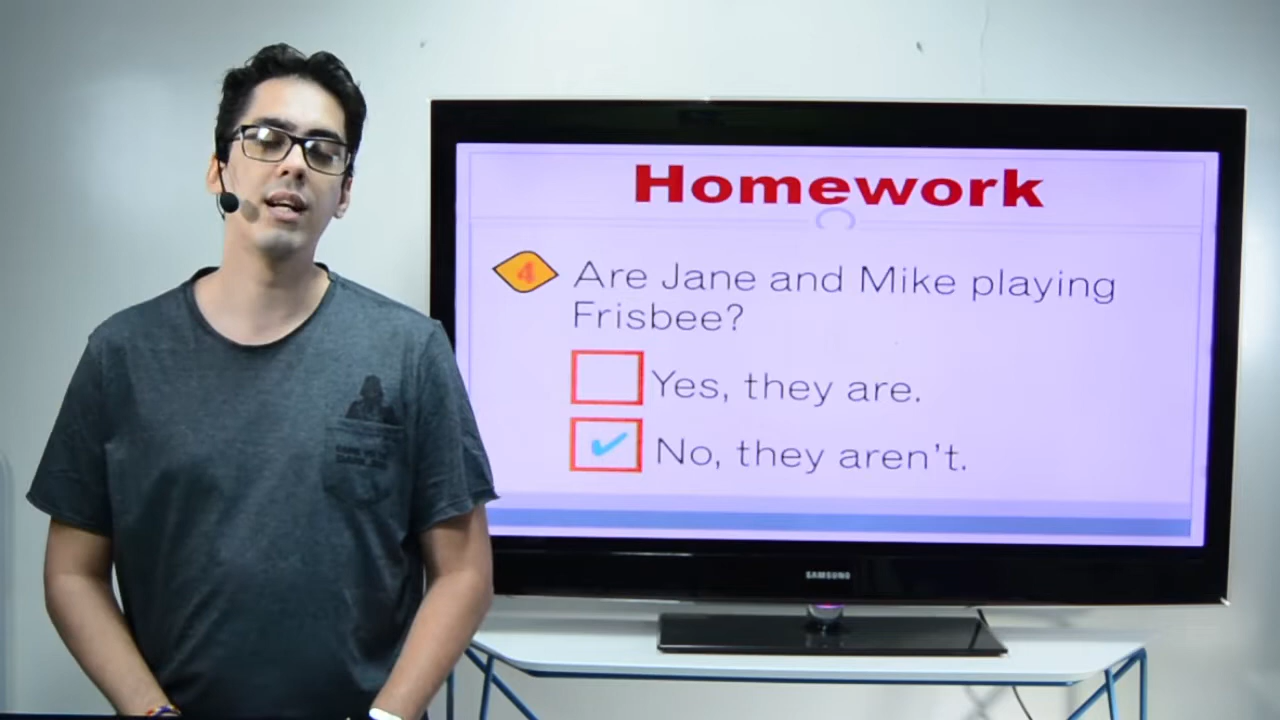 Homework
4 Are Jane and Mike playing
Frisbee?
Yes, they are.
✔ No, they aren't.
SAMSUNG